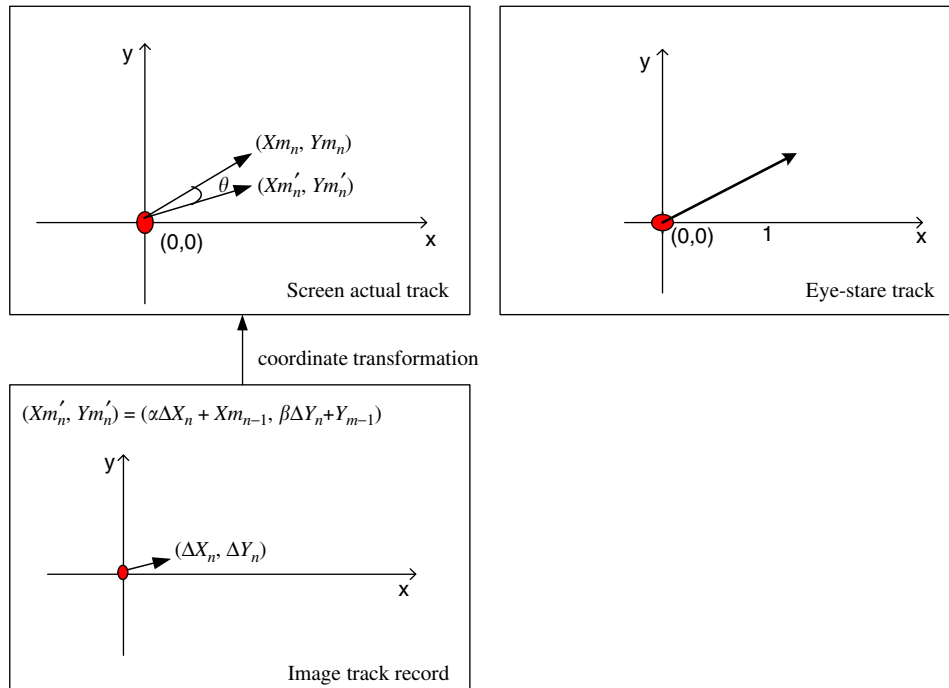 y
(Xmₙ, Ymₙ)
θ
(Xm′ₙ, Ym′ₙ)
(0,0)
x
Screen actual track
y
(0,0)
1
x
Eye-stare track
coordinate transformation
(Xm′ₙ, Ym′ₙ) = (αΔXₙ + Xmₙ₋₁, βΔYₙ+Yₘ₋₁)
y
(ΔXₙ, ΔYₙ)
x
Image track record